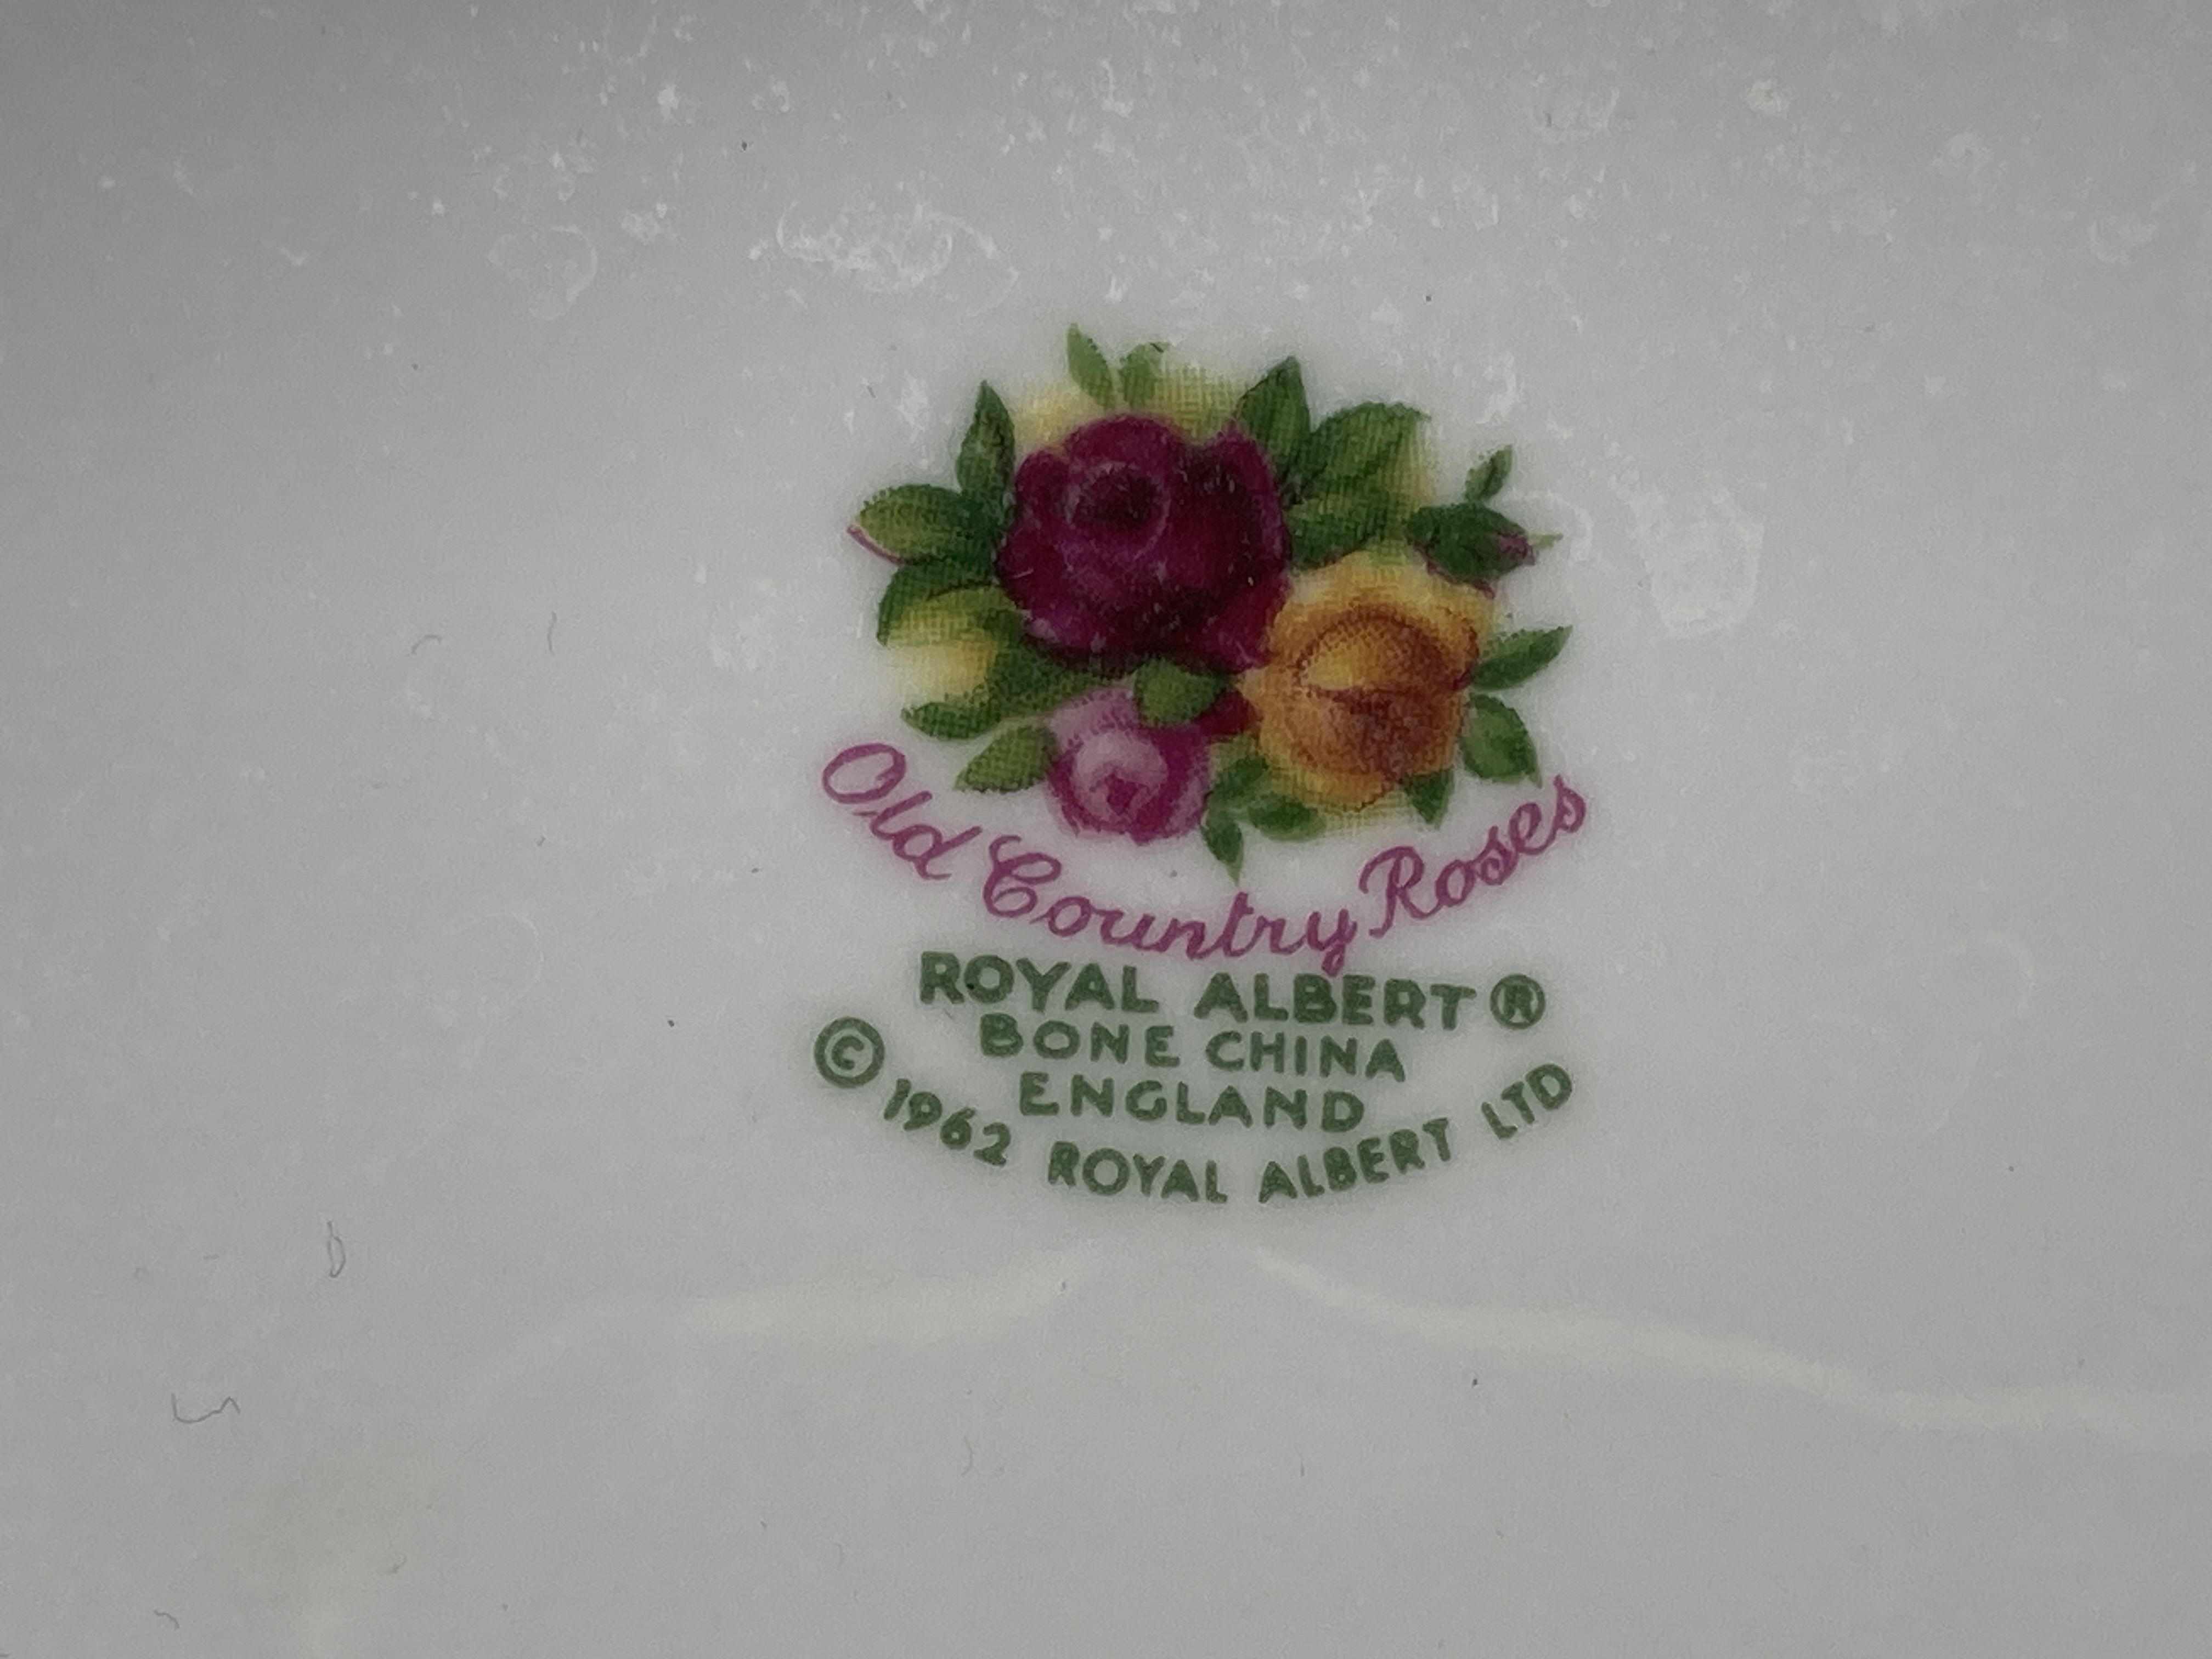 Old Country Roses
ROYAL ALBERT®
BONE CHINA
ENGLAND
© 1962 ROYAL ALBERT LTD